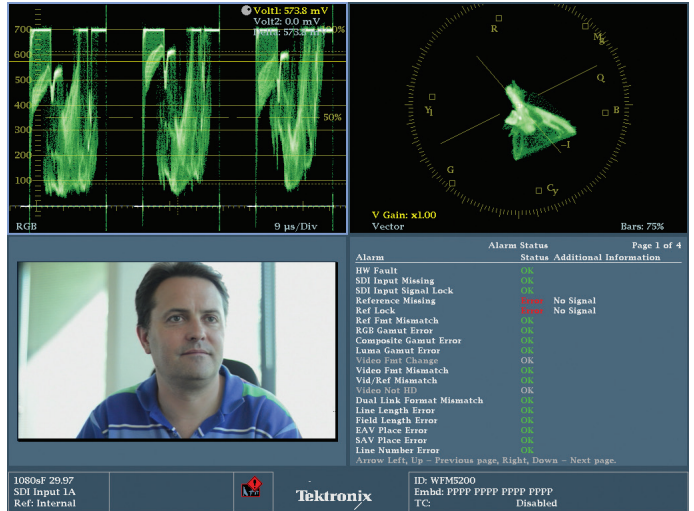 Volt1: 573.8 mV
Volt2: 0.0 mV
700
600
500
400
300
200
100
50%
RGB
9 µs/Div
R
Q
B
-I
G
Cy
V Gain: x1.00
Vector
Bars: 75%
Alarm Status Page 1 of 4
Alarm Status Additional Information
HW Fault OK
SDI Input Missing OK
SDI Input Signal Lock OK
Reference Missing No Signal
Ref Lock No Signal
Ref Fmt Mismatch OK
RGB Gamut Error OK
Composite Gamut Error OK
Luma Gamut Error OK
Video Fmt Change OK
Video Fmt Mismatch OK
Vid/Ref Mismatch OK
Video Not HD OK
Dual Link Format Mismatch OK
Line Length Error OK
Field Length Error OK
EAV Place Error OK
SAV Place Error OK
Line Number Error OK
Arrow Left, Up - Previous page, Right, Down - Next page.
1080sF 29.97
SDI Input 1A
Ref: Internal
Tektronix
ID: WFM5200
Embd: PPPP PPPP PPPP PPPP
TC: Disabled